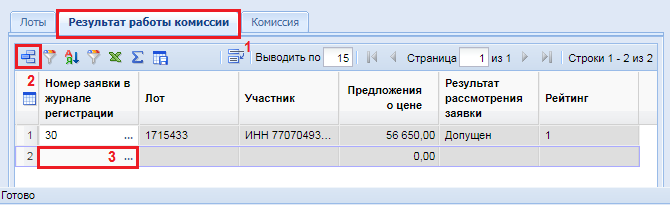 Лоты Результат работы комиссии Комиссия
1
Выводить по 15 Страница 1 из 1 Строки 1 - 2 из 2
2
Номер заявки в журнале регистрации Лот Участник Предложения о цене Результат рассмотрения заявки Рейтинг
1 30 ... 1715433 ИНН 77070493... 56 650,00 Допущен 1
2 3 ... 0,00
Готово